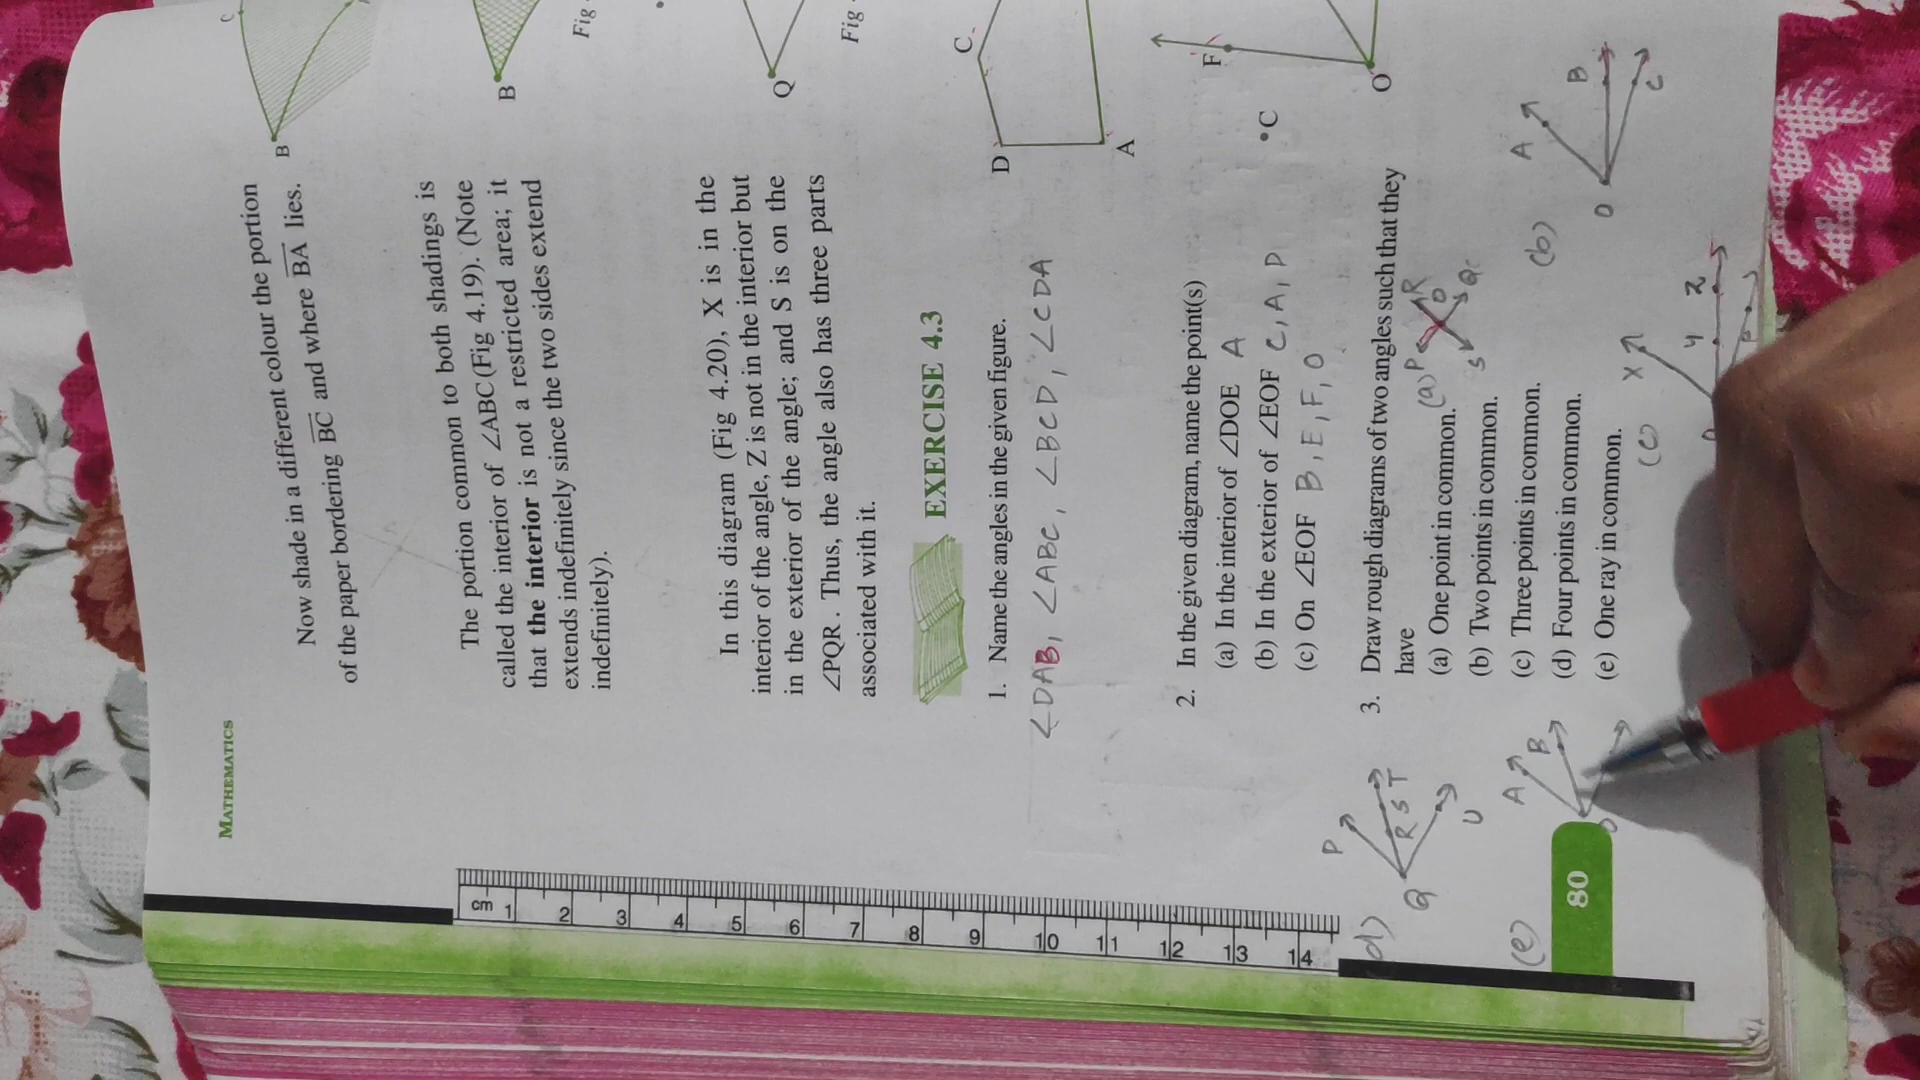 MATHEMATICS
Now shade in a different colour the portion
of the paper bordering BC and where BA lies.
C
B
The portion common to both shadings is
called the interior of ∠ABC (Fig 4.19). (Note
that the interior is not a restricted area; it
extends indefinitely since the two sides extend
indefinitely).
B
Fig
In this diagram (Fig 4.20), X is in the
interior of the angle, Z is not in the interior but
in the exterior of the angle; and S is on the
∠PQR . Thus, the angle also has three parts
associated with it.
Q
Fig
EXERCISE 4.3
1. Name the angles in the given figure.
∠DAB, ∠ABC, ∠BCD, ∠CDA
D
C
A
2. In the given diagram, name the point(s)
(a) In the interior of ∠DOE A
(b) In the exterior of ∠EOF C, A, D
(c) On ∠EOF B, E, F, O
F
C
O
3. Draw rough diagrams of two angles such that they
have
(a) One point in common.
(b) Two points in common.
(c) Three points in common.
(d) Four points in common.
(e) One ray in common.
(a) P R O S Q
(b) A B C O
(c) X Y Z
(d) P Q R S T U
(e) A B O
80
cm 1 2 3 4 5 6 7 8 9 10 11 12 13 14